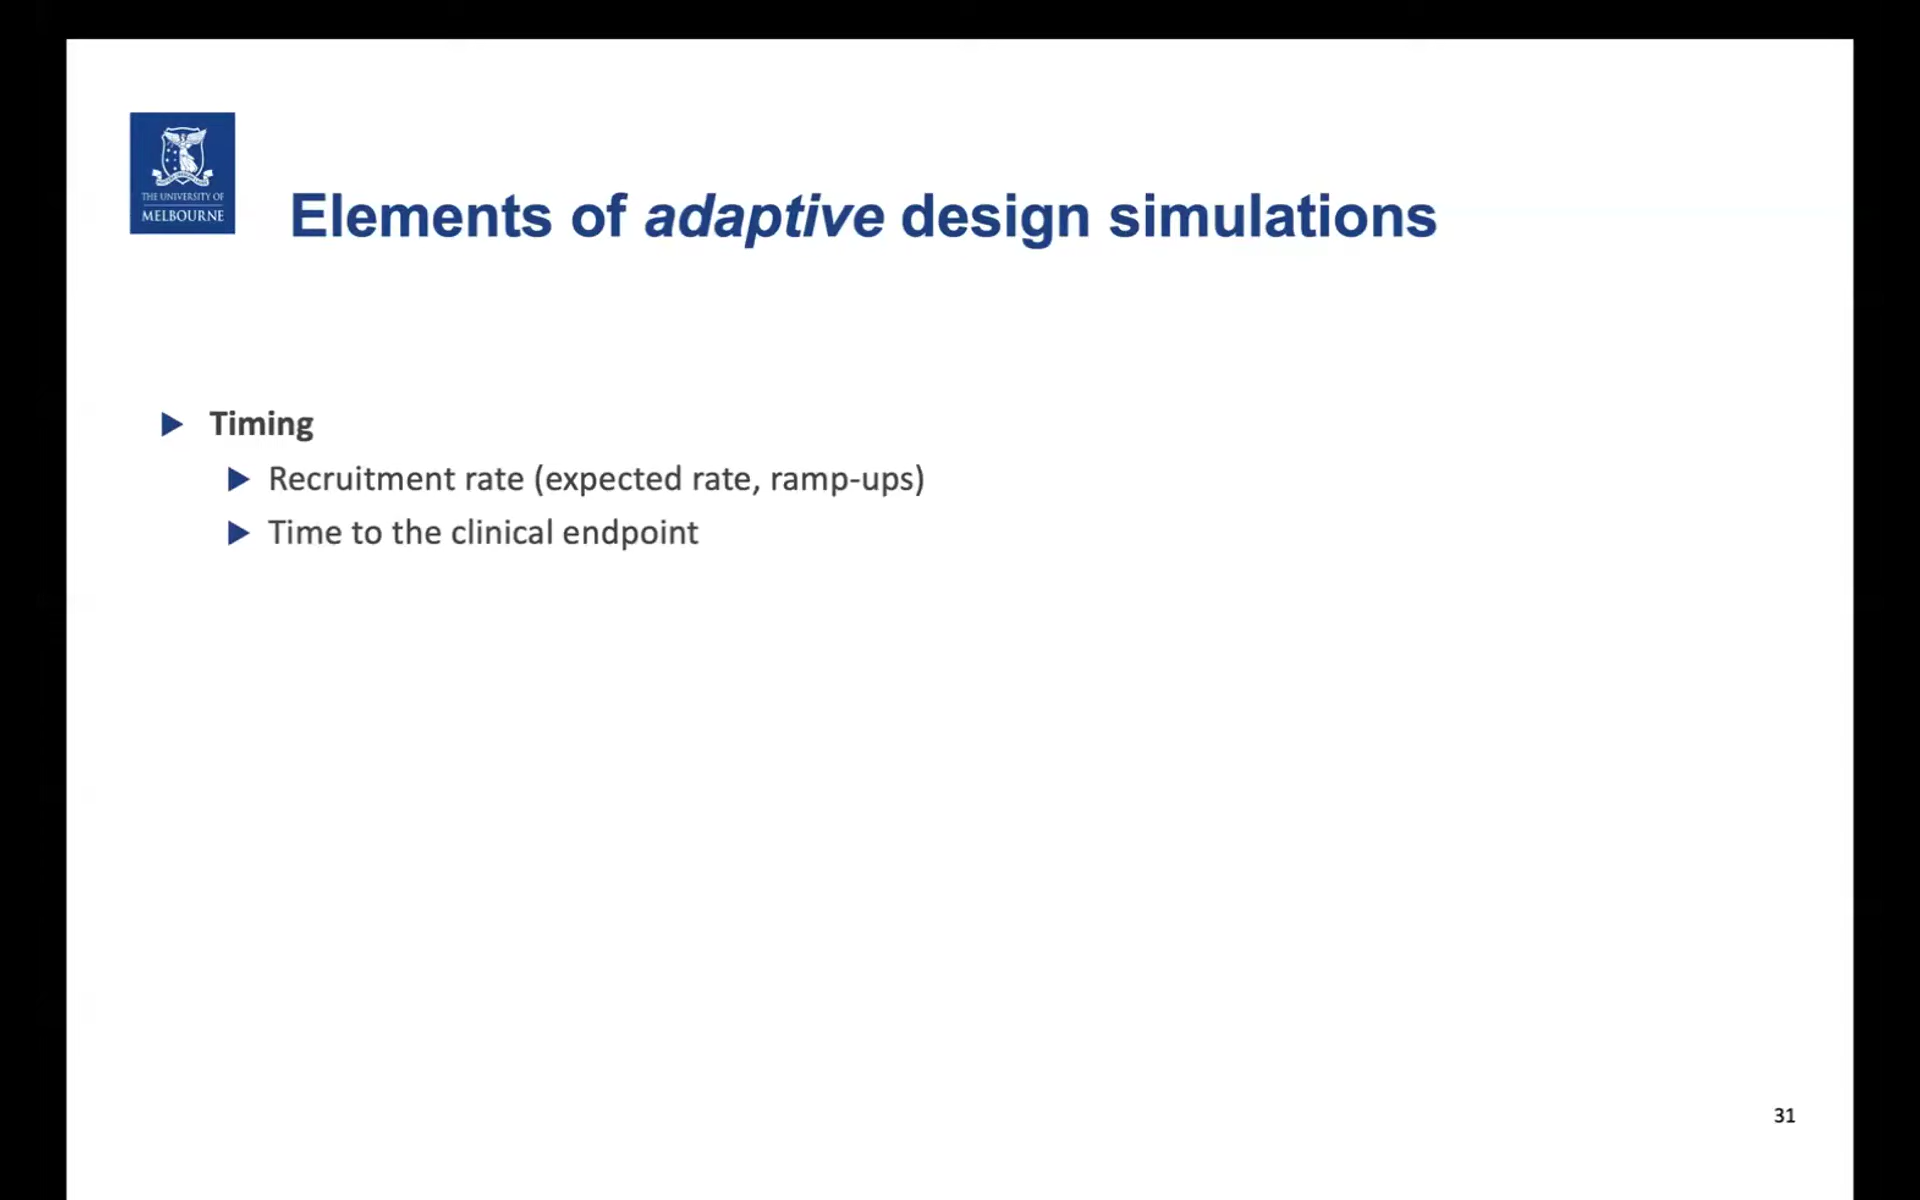 THE UNIVERSITY OF
MELBOURNE
Elements of adaptive design simulations
Timing
Recruitment rate (expected rate, ramp-ups)
Time to the clinical endpoint
31